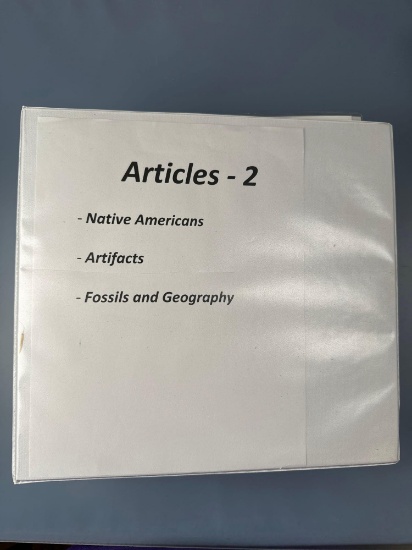 Articles - 2
- Native Americans
- Artifacts
- Fossils and Geography